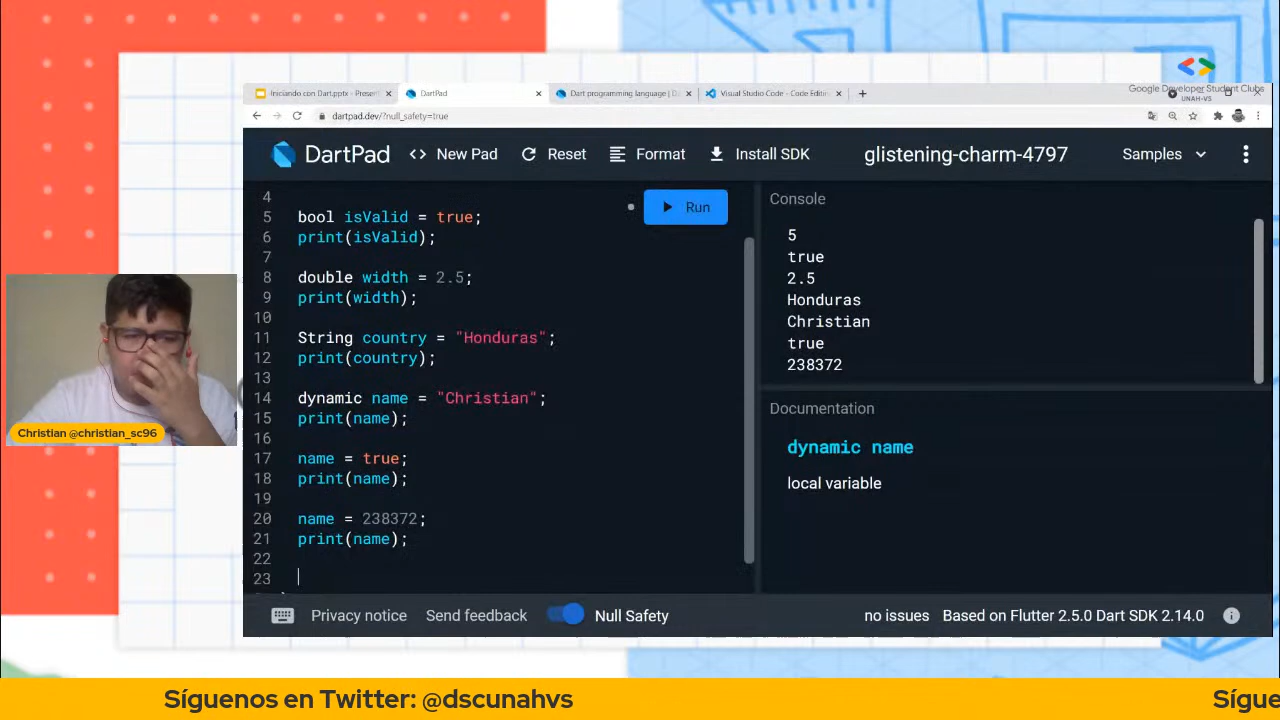 Google Developer Student Clubs
UNAH-VS
Iniciando con Dart.pptx - Present
DartPad
Dart programming language | D
Visual Studio Code - Code Editin
dartpad.dev/?null_safety=true
DartPad
<> New Pad
Reset
Format
Install SDK
glistening-charm-4797
Samples
Run
4
5 bool isValid = true;
6 print(isValid);
7
8 double width = 2.5;
9 print(width);
10
11 String country = "Honduras";
12 print(country);
13
14 dynamic name = "Christian";
15 print(name);
16
17 name = true;
18 print(name);
19
20 name = 238372;
21 print(name);
22
23
Console
5
true
2.5
Honduras
Christian
true
238372
Documentation
dynamic name
local variable
Christian @christian_sc96
Privacy notice
Send feedback
Null Safety
no issues
Based on Flutter 2.5.0 Dart SDK 2.14.0
Síguenos en Twitter: @dscunahvs
Sígue